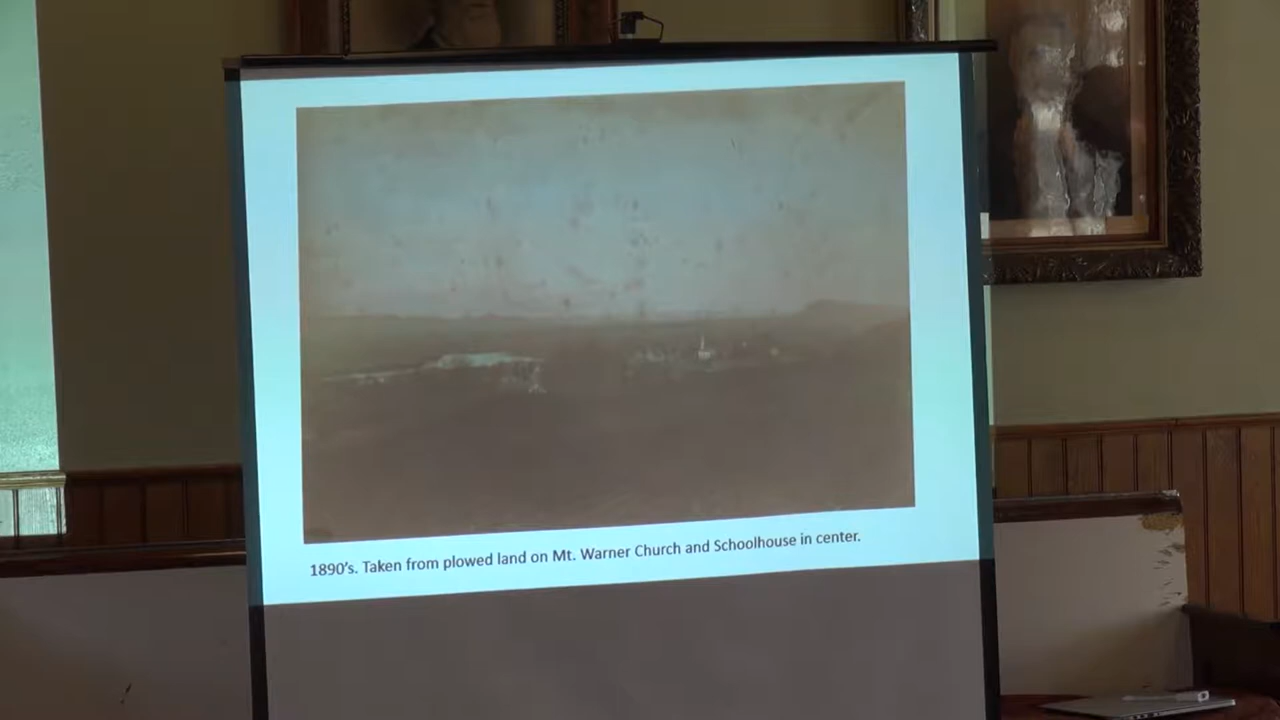 1890's. Taken from plowed land on Mt. Warner Church and Schoolhouse in center.